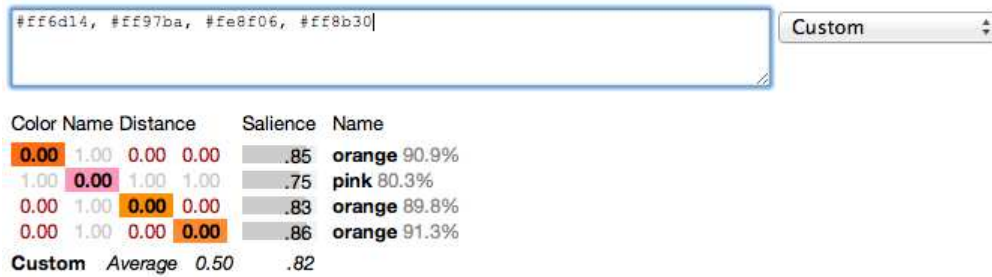 #ff6d14, #ff97ba, #fe8f06, #ff8b30
Custom
Color Name Distance Salience Name
0.00 1.00 0.00 0.00 .85 orange 90.9%
1.00 0.00 1.00 1.00 .75 pink 80.3%
0.00 1.00 0.00 0.00 .83 orange 89.8%
0.00 1.00 0.00 0.00 .86 orange 91.3%
Custom Average 0.50 .82